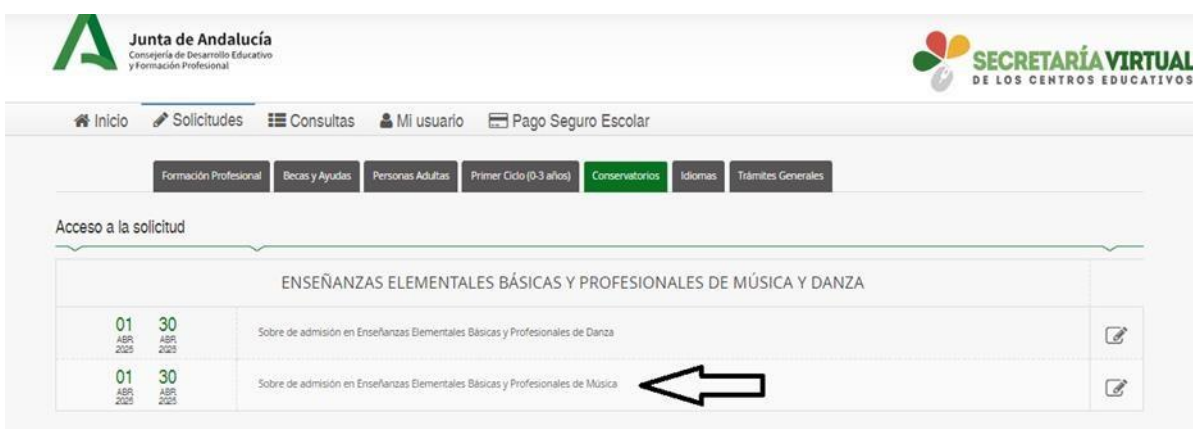 Junta de Andalucía
Consejería de Desarrollo Educativo
y Formación Profesional
SECRETARÍA VIRTUAL
DE LOS CENTROS EDUCATIVOS
Inicio Solicitudes Consultas Mi usuario Pago Seguro Escolar
Formación Profesional Becas y Ayudas Personas Adultas Primer Ciclo (0-3 años) Conservatorios Idiomas Trámites Generales
Acceso a la solicitud
ENSEÑANZAS ELEMENTALES BÁSICAS Y PROFESIONALES DE MÚSICA Y DANZA
01 30
ABR. ABR.
2025 2025
Sobre de admisión en Enseñanzas Elementales Básicas y Profesionales de Danza
01 30
ABR. ABR.
2025 2025
Sobre de admisión en Enseñanzas Elementales Básicas y Profesionales de Música